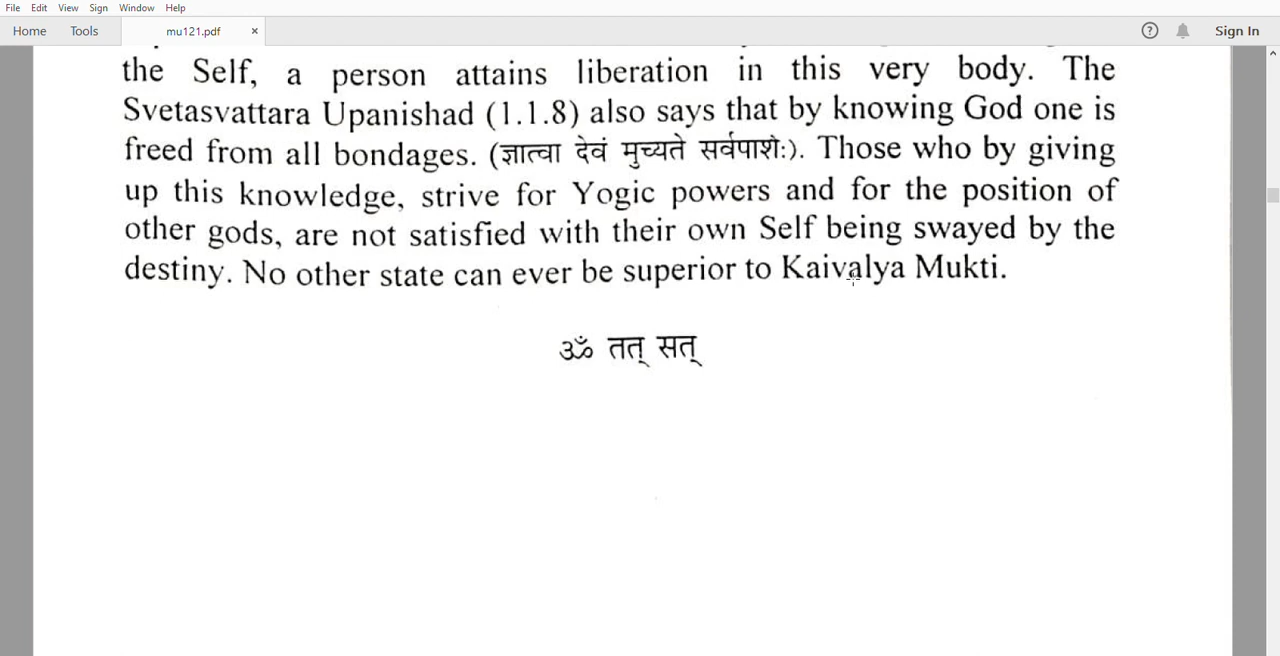 File Edit View Sign Window Help
Home Tools mu121.pdf × ? Sign In
the Self, a person attains liberation in this very body. The
Svetasvattara Upanishad (1.1.8) also says that by knowing God one is
freed from all bondages. (ज्ञात्वा देवं मुच्यते सर्वपाशेः). Those who by giving
up this knowledge, strive for Yogic powers and for the position of
other gods, are not satisfied with their own Self being swayed by the
destiny. No other state can ever be superior to Kaivalya Mukti.
ॐ तत् सत्